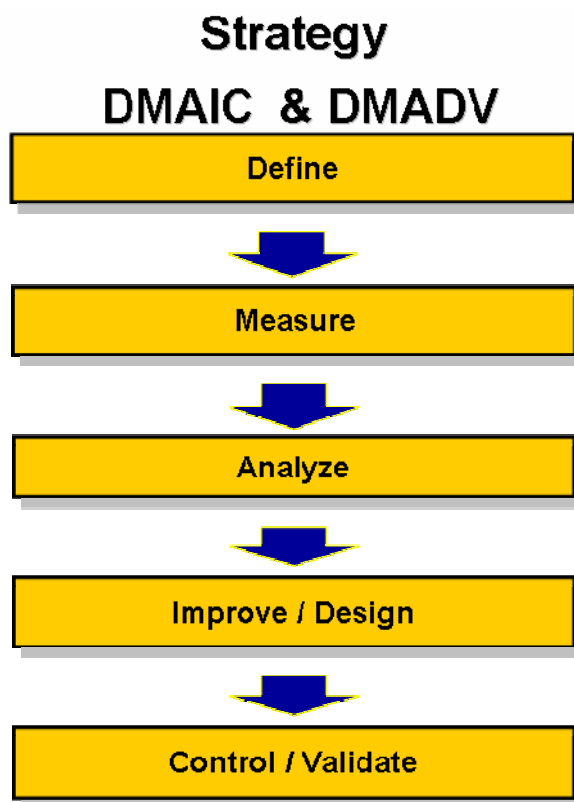 Strategy
DMAIC & DMADV
Define
Measure
Analyze
Improve / Design
Control / Validate